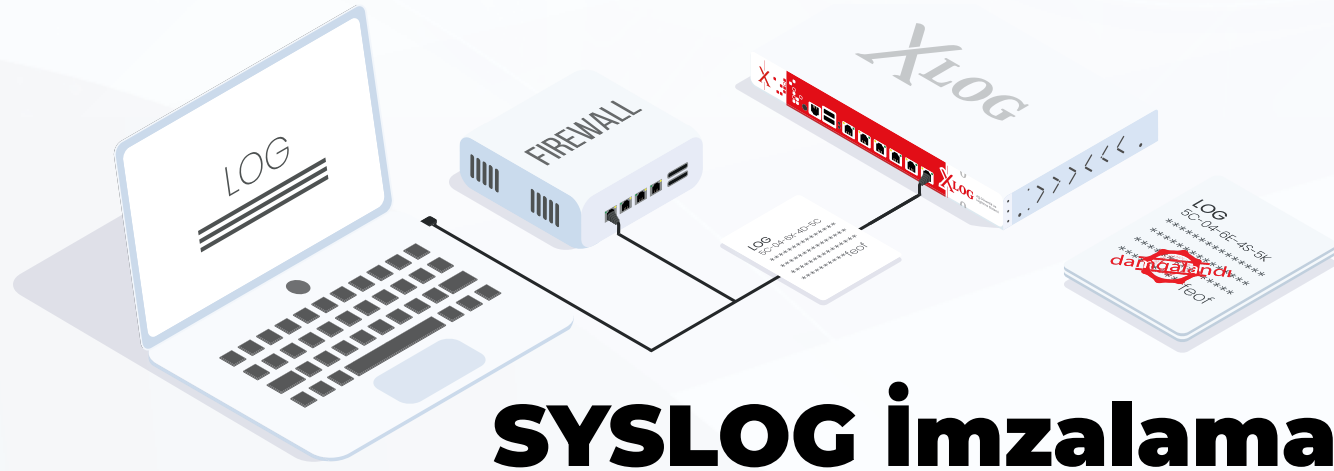 LOG
FIREWALL
XLOG
X
XLOG
LOG
5C-04-6X-4D-5C
***************
***************
***************feof
LOG
5C-04-6F-4S-5K
damgalandı
feof
SYSLOG İmzalama